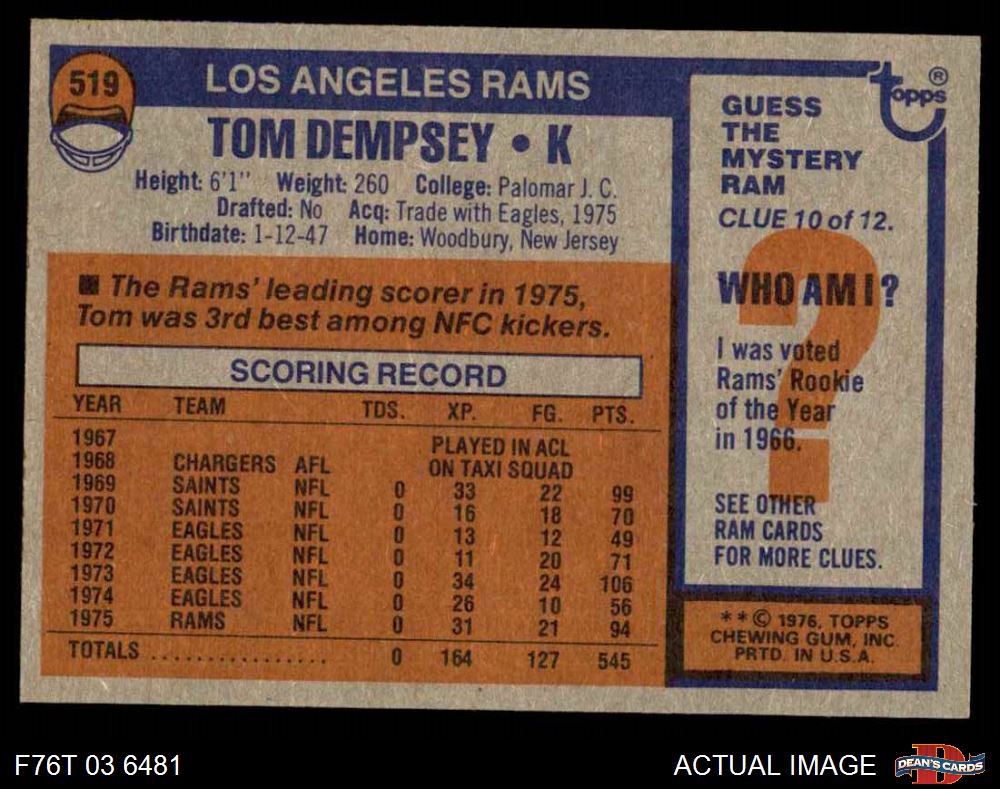 519
LOS ANGELES RAMS
TOM DEMPSEY • K
Height: 6'1" Weight: 260 College: Palomar J. C.
Drafted: No Acq: Trade with Eagles, 1975
Birthdate: 1-12-47 Home: Woodbury, New Jersey
■ The Rams' leading scorer in 1975,
Tom was 3rd best among NFC kickers.
SCORING RECORD
YEAR TEAM TDS. XP. FG. PTS.
1967 PLAYED IN ACL
1968 CHARGERS AFL ON TAXI SQUAD
1969 SAINTS NFL 0 33 22 99
1970 SAINTS NFL 0 16 18 70
1971 EAGLES NFL 0 13 12 49
1972 EAGLES NFL 0 11 20 71
1973 EAGLES NFL 0 34 24 106
1974 EAGLES NFL 0 26 10 56
1975 RAMS NFL 0 31 21 94
TOTALS ................ 0 164 127 545
topps ®
GUESS
THE
MYSTERY
RAM
CLUE 10 of 12.
?
WHO AM I?
I was voted
Rams' Rookie
of the Year
in 1966.
SEE OTHER
RAM CARDS
FOR MORE CLUES.
**© 1976, TOPPS
CHEWING GUM, INC.
PRTD. IN U.S.A.
F76T 03 6481
ACTUAL IMAGE
D
DEAN'S CARDS